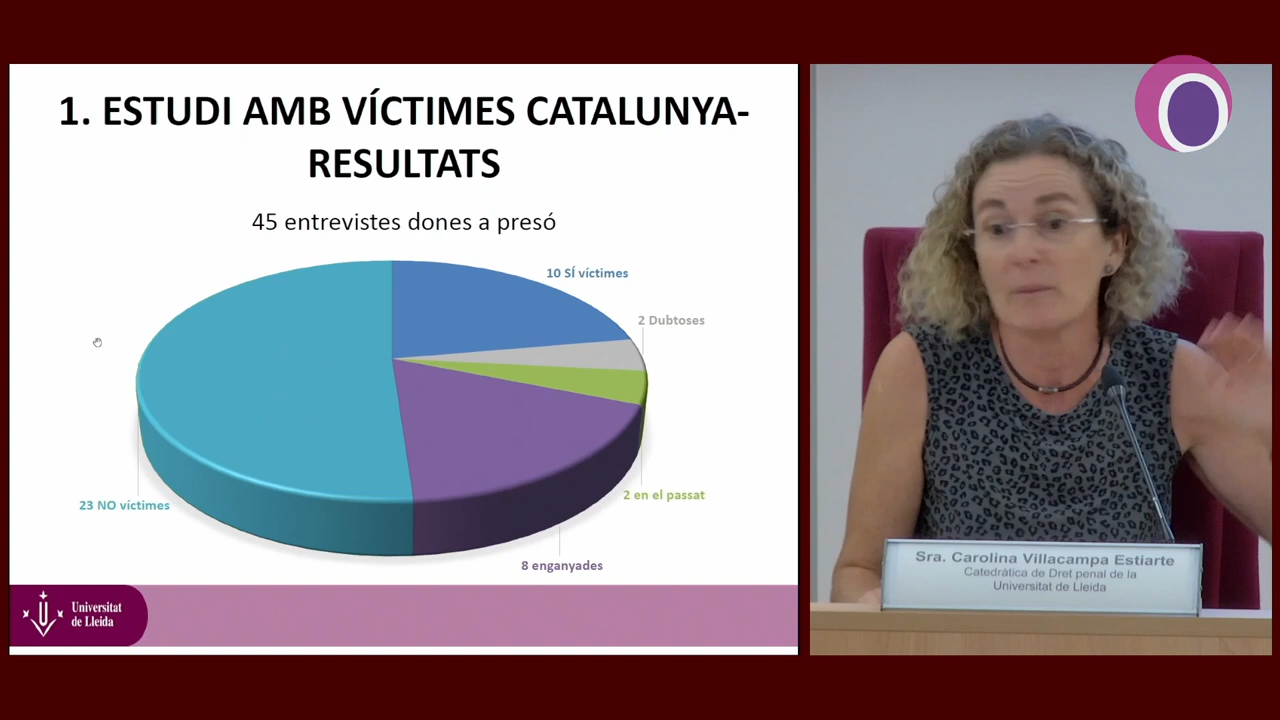 1. ESTUDI AMB VÍCTIMES CATALUNYA-
RESULTATS
45 entrevistes dones a presó
10 SÍ víctimes
2 Dubtoses
23 NO víctimes
2 en el passat
8 enganyades
Universitat
de Lleida
Sra. Carolina Villacampa Estiarte
Catedràtica de Dret penal de la
Universitat de Lleida